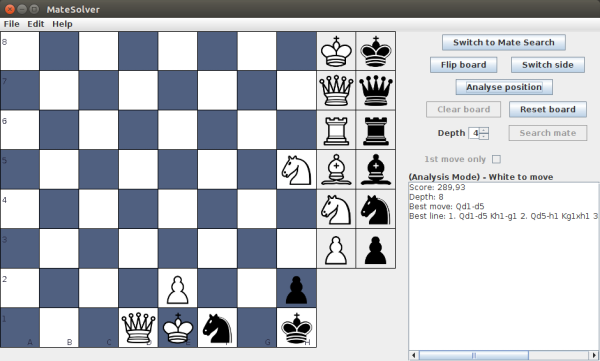 MateSolver
File Edit Help
8
7
6
5
4
3
2
1
A B C D E F G H
Switch to Mate Search
Flip board Switch side
Analyse position
Clear board Reset board
Depth 4 Search mate
1st move only
(Analysis Mode) - White to move
Score: 289,93
Depth: 8
Best move: Qd1-d5
Best line: 1. Qd1-d5 Kh1-g1 2. Qd5-h1 Kg1xh1 3